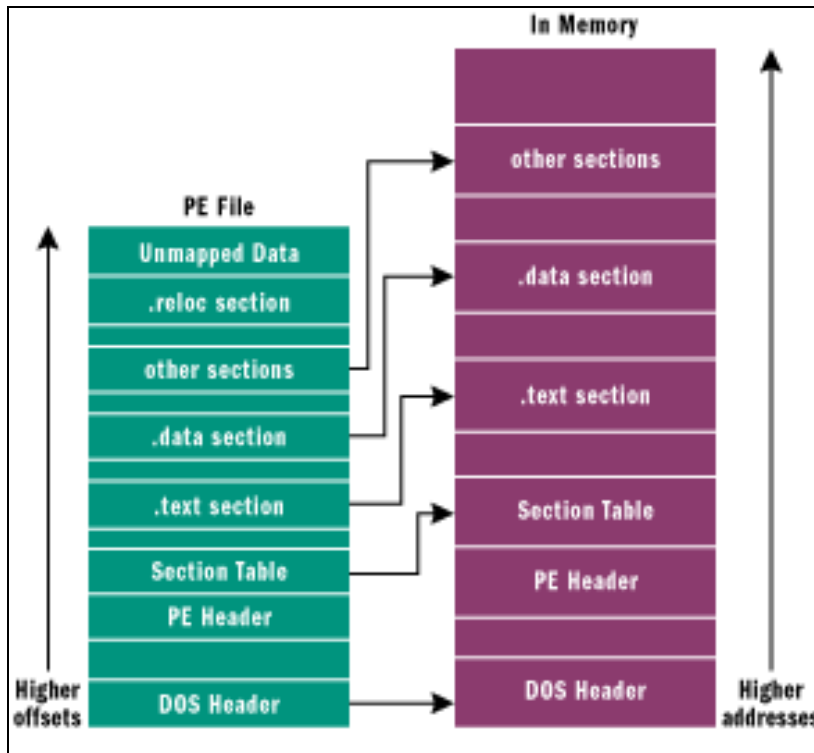 In Memory
other sections
.data section
.text section
Section Table
PE Header
DOS Header
PE File
Unmapped Data
.reloc section
other sections
.data section
.text section
Section Table
PE Header
DOS Header
Higher
offsets
Higher
addresses